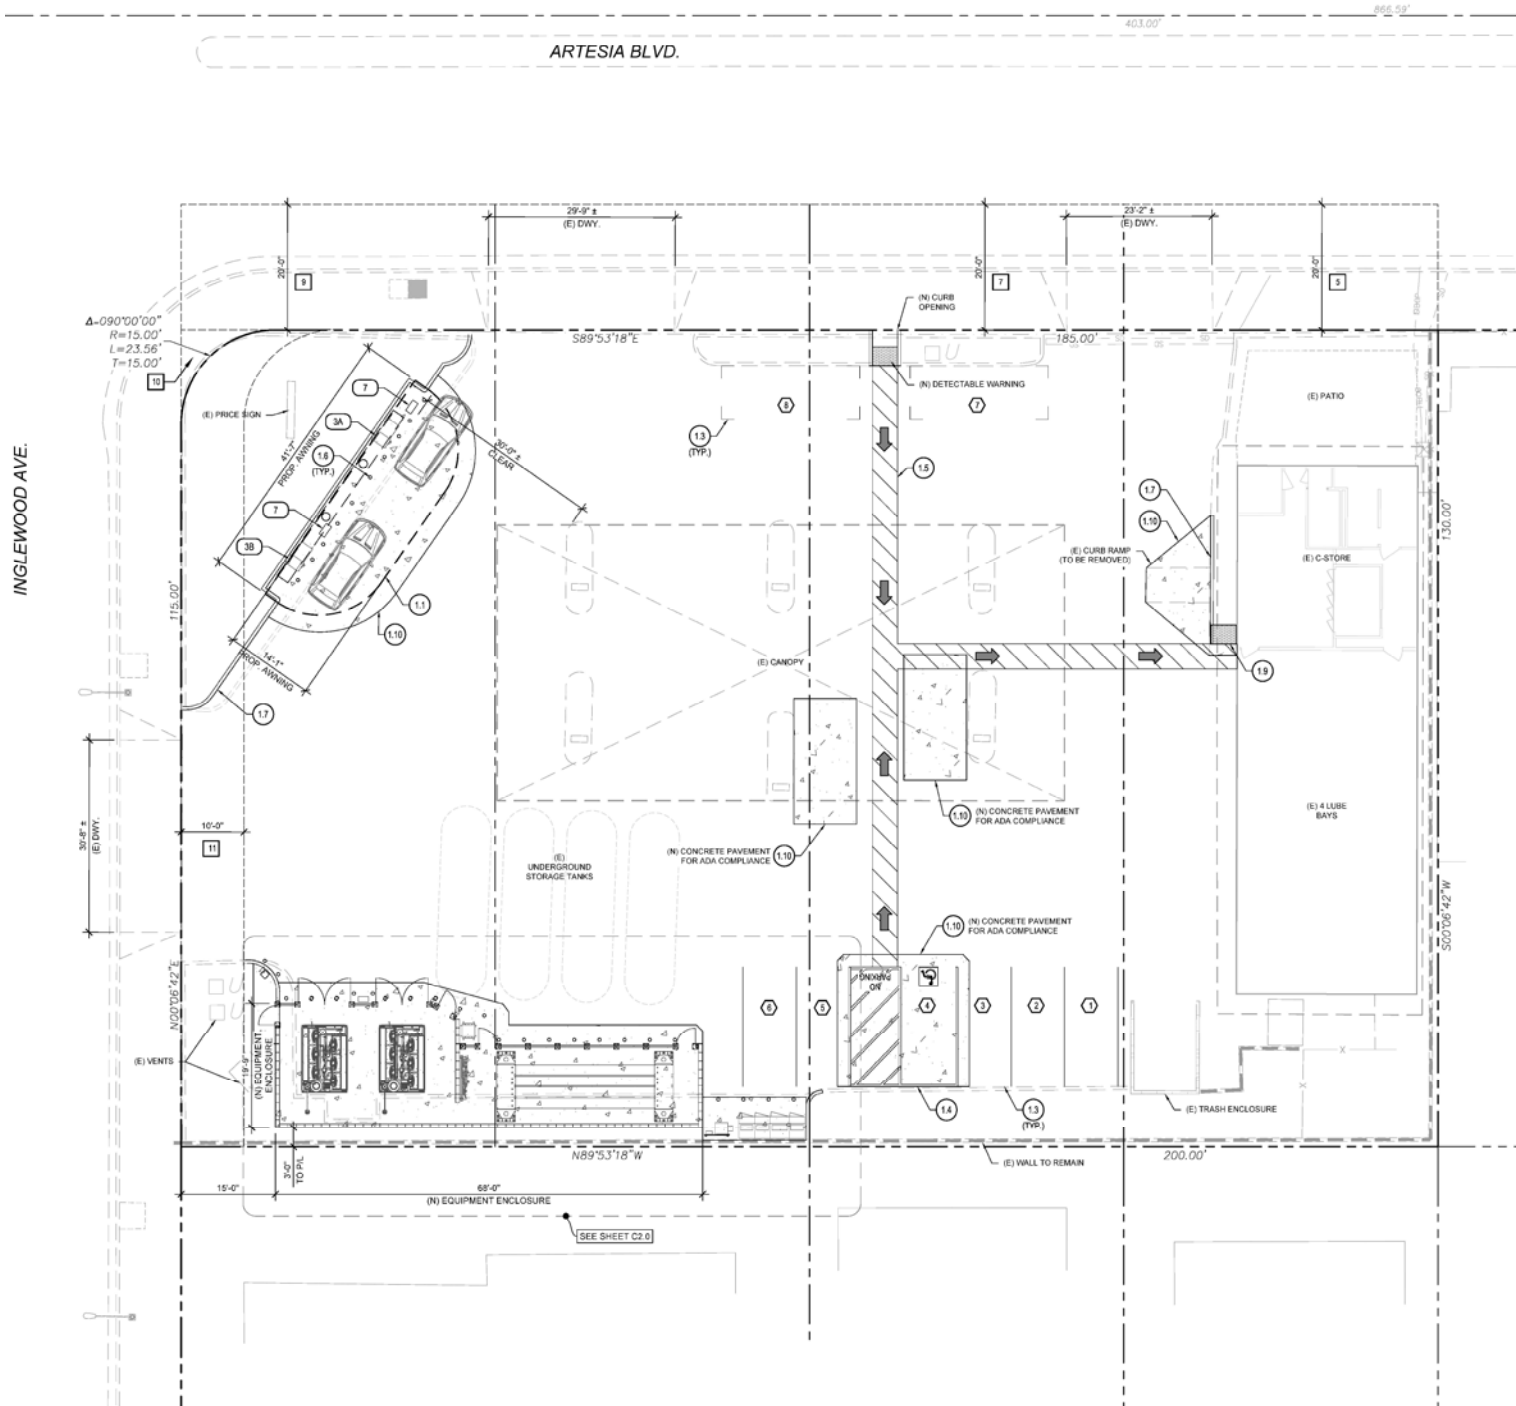 866.59'
403.00'
ARTESIA BLVD.
INGLEWOOD AVE.
29'-9" ±
(E) DWY.
23'-2" ±
(E) DWY.
20'-0"
9
20'-0"
7
20'-0"
5
(N) CURB
OPENING
Δ=090°00'00"
R=15.00'
L=23.56'
T=15.00'
10
S89°53'18"E
185.00'
(N) DETECTABLE WARNING
(E) PRICE SIGN
7
3A
1.6
(TYP.)
41'-7"
PROP. AWNING
30'-0" ±
CLEAR
7
3B
8
7
1.3
(TYP.)
1.5
(E) PATIO
1.7
1.10
(E) CURB RAMP
(TO BE REMOVED)
(E) C-STORE
130.00'
115.00'
1.1
1.10
14'-1"
PROP. AWNING
1.7
(E) CANOPY
1.9
30'-8" ±
(E) DWY.
10'-0"
11
(E)
UNDERGROUND
STORAGE TANKS
(N) CONCRETE PAVEMENT
FOR ADA COMPLIANCE
1.10
1.10
(N) CONCRETE PAVEMENT
FOR ADA COMPLIANCE
(E) 4 LUBE
BAYS
1.10
(N) CONCRETE PAVEMENT
FOR ADA COMPLIANCE
S00°06'42"W
N00°06'42"E
NO
PARKING
6
5
4
3
2
1
(E) VENTS
19'-9"
(N) EQUIPMENT
ENCLOSURE
1.4
1.3
(TYP.)
(E) TRASH ENCLOSURE
3'-0"
TO P/L
N89°53'18"W
(E) WALL TO REMAIN
200.00'
15'-0"
68'-0"
(N) EQUIPMENT ENCLOSURE
SEE SHEET C2.0